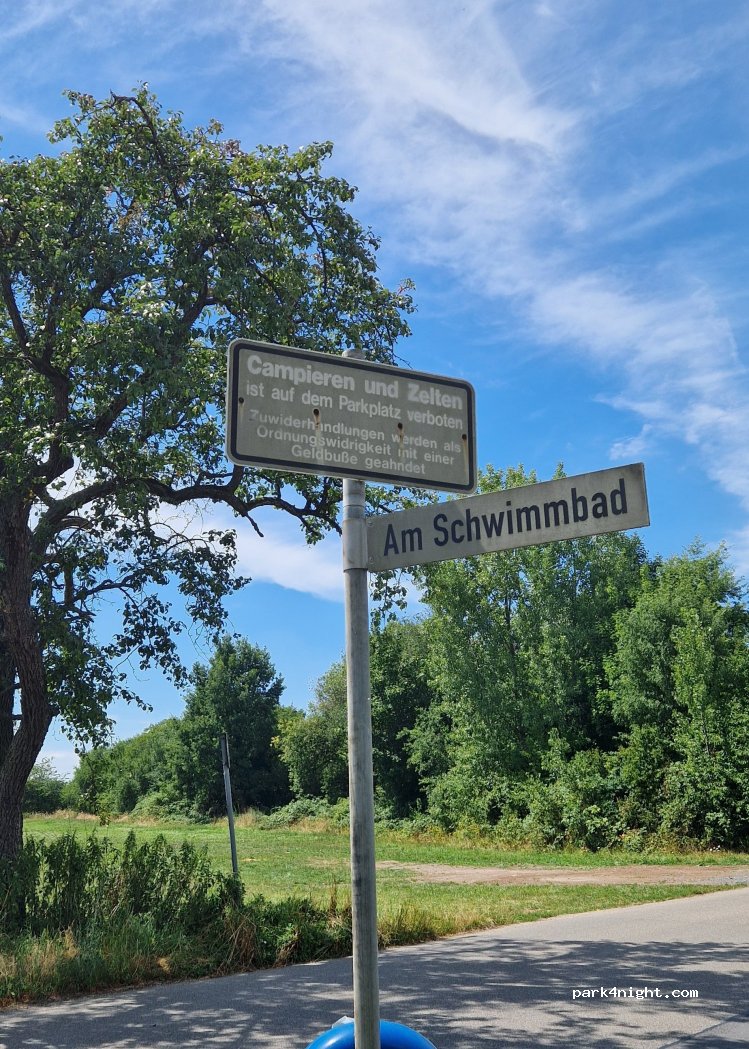 Campieren und Zelten
ist auf dem Parkplatz verboten
Zuwiderhandlungen werden als
Ordnungswidrigkeit mit einer
Geldbuße geahndet
Am Schwimmbad
park4night.com